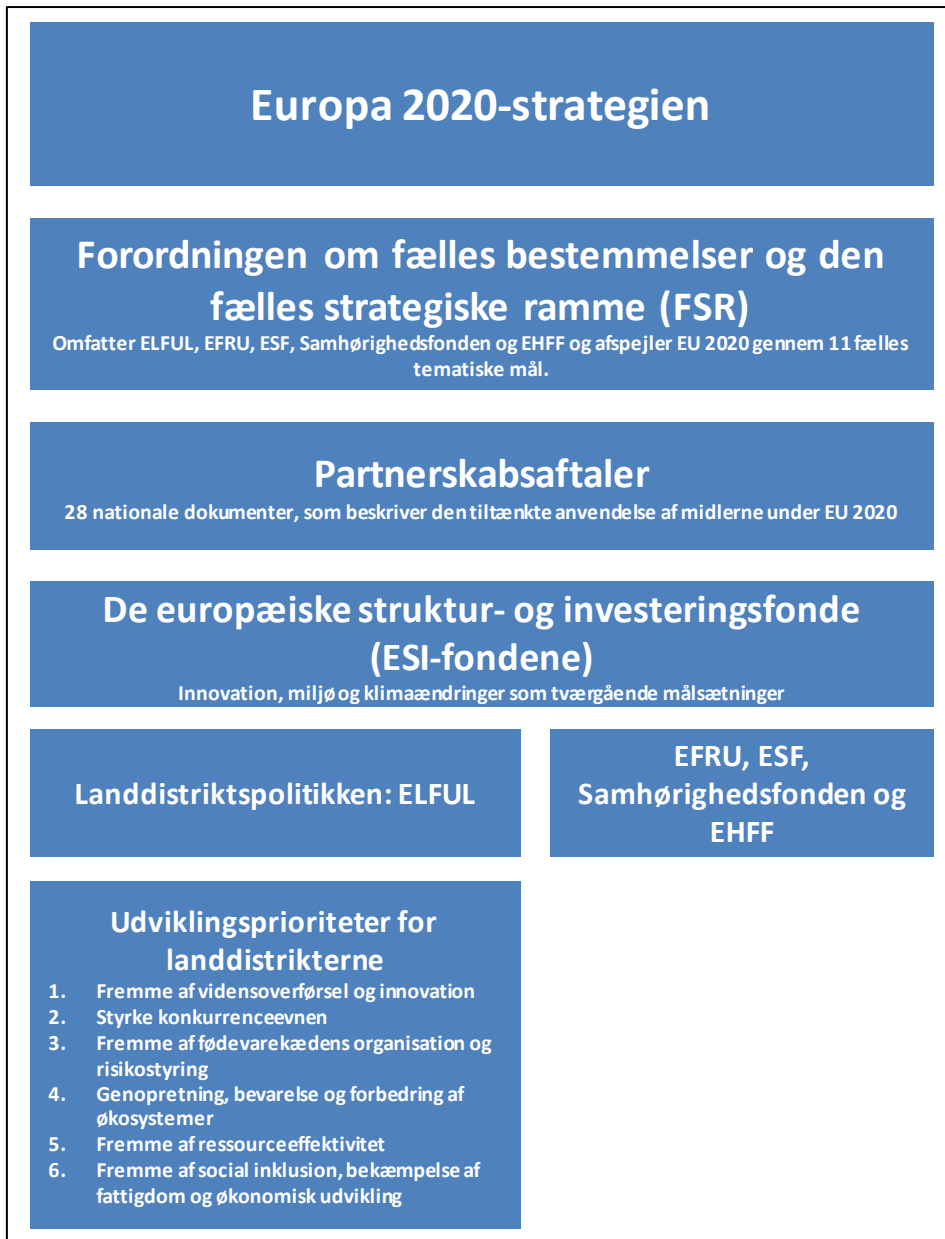 Europa 2020-strategien
Forordningen om fælles bestemmelser og den
fælles strategiske ramme (FSR)
Omfatter ELFUL, EFRU, ESF, Samhørighedsfonden og EHFF og afspejler EU 2020 gennem 11 fælles
tematiske mål.
Partnerskabsaftaler
28 nationale dokumenter, som beskriver den tiltænkte anvendelse af midlerne under EU 2020
De europæiske struktur- og investeringsfonde
(ESI-fondene)
Innovation, miljø og klimaændringer som tværgående målsætninger
Landdistriktspolitikken: ELFUL
EFRU, ESF,
Samhørighedsfonden og
EHFF
Udviklingsprioriteter for
landdistrikterne
1. Fremme af vidensoverførsel og innovation
2. Styrke konkurrenceevnen
3. Fremme af fødevarekædens organisation og
risikostyring
4. Genopretning, bevarelse og forbedring af
økosystemer
5. Fremme af ressourceeffektivitet
6. Fremme af social inklusion, bekæmpelse af
fattigdom og økonomisk udvikling